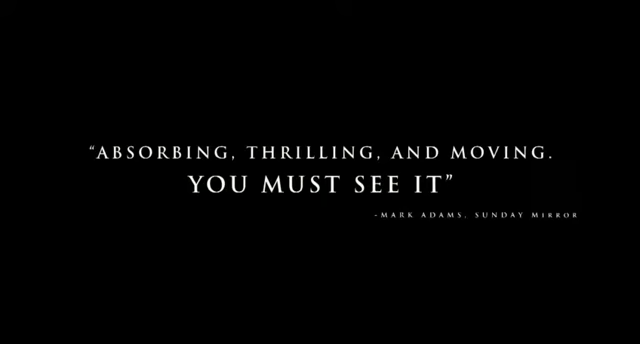 “ABSORBING, THRILLING, AND MOVING.
YOU MUST SEE IT”
-MARK ADAMS, SUNDAY MIRROR